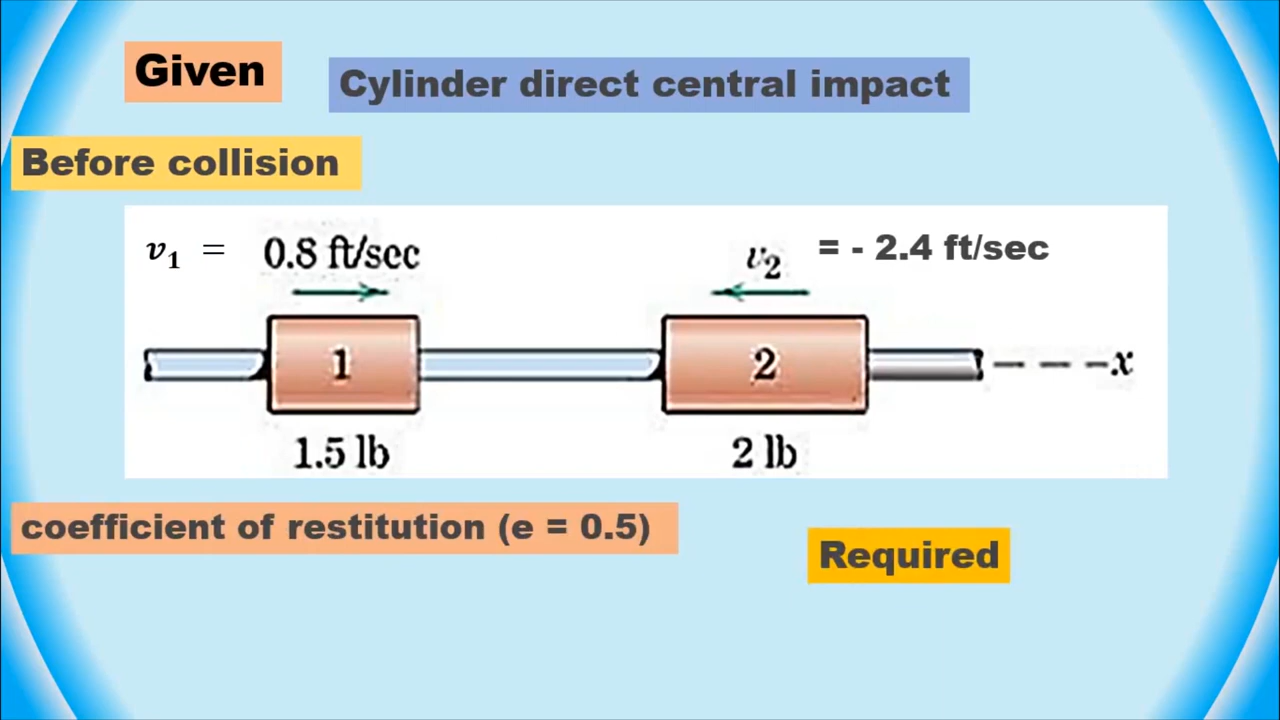 Given
Cylinder direct central impact
Before collision
v₁ = 0.8 ft/sec
v₂ = - 2.4 ft/sec
1
2
x
1.5 lb
2 lb
coefficient of restitution (e = 0.5)
Required